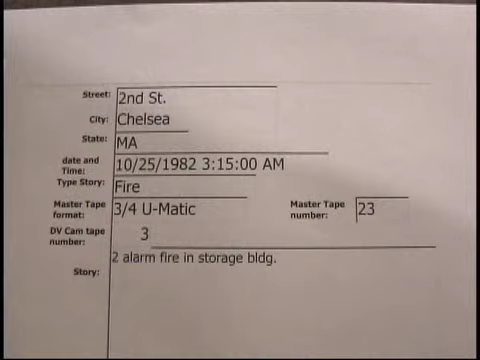 Street: 2nd St.
City: Chelsea
State: MA
date and Time: 10/25/1982 3:15:00 AM
Type Story: Fire
Master Tape format: 3/4 U-Matic Master Tape number: 23
DV Cam tape number: 3
Story: 2 alarm fire in storage bldg.